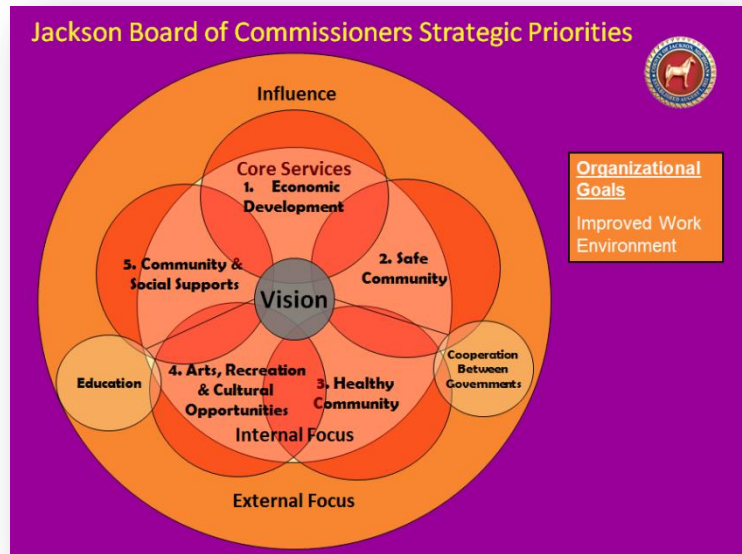 Jackson Board of Commissioners Strategic Priorities
Influence
Core Services
1. Economic
Development
Organizational
Goals
Improved Work
Environment
5. Community &
Social Supports
2. Safe
Community
Vision
Education
4. Arts, Recreation
& Cultural
Opportunities
3. Healthy
Community
Cooperation
Between
Governments
Internal Focus
External Focus